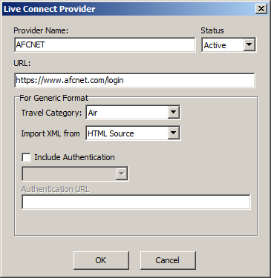 Live Connect Provider
Provider Name:
Status
AFCNET
Active
URL:
https://www.afcnet.com/login
For Generic Format
Travel Category: Air
Import XML from HTML Source
Include Authentication
Authentication URL
OK Cancel